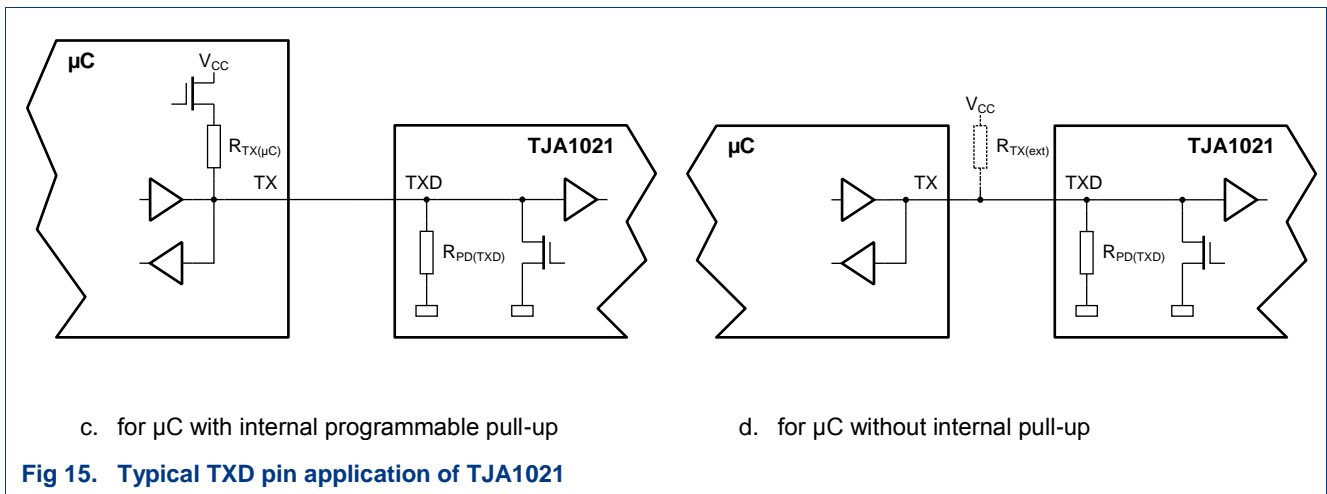 µC
VCC
RTX(µC)
TX
TJA1021
TXD
RPD(TXD)
µC
TX
VCC
RTX(ext)
TJA1021
TXD
RPD(TXD)
c. for µC with internal programmable pull-up
d. for µC without internal pull-up
Fig 15. Typical TXD pin application of TJA1021